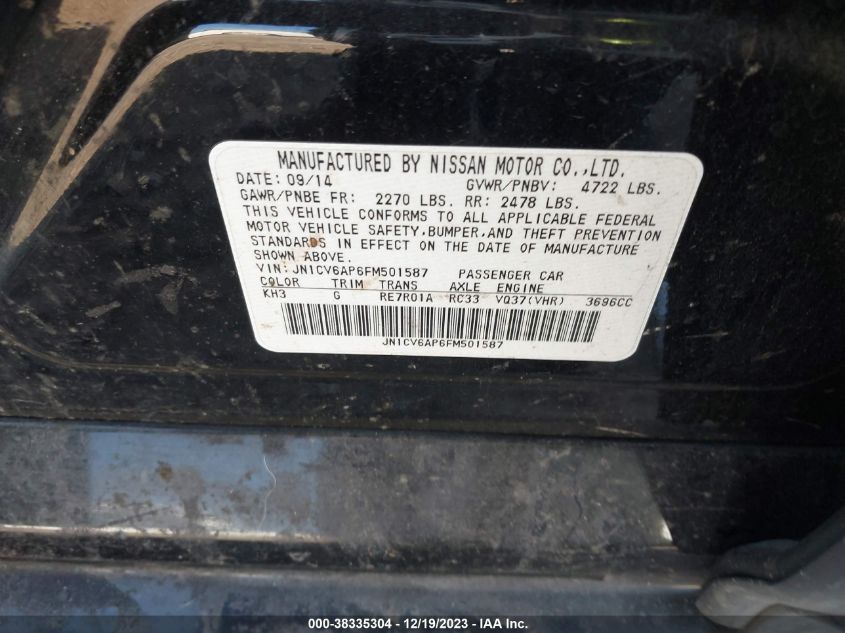 MANUFACTURED BY NISSAN MOTOR CO.,LTD.
DATE: 09/14 GVWR/PNBV: 4722 LBS.
GAWR/PNBE FR: 2270 LBS. RR: 2478 LBS.
THIS VEHICLE CONFORMS TO ALL APPLICABLE FEDERAL
MOTOR VEHICLE SAFETY,BUMPER,AND THEFT PREVENTION
STANDARDS IN EFFECT ON THE DATE OF MANUFACTURE
SHOWN ABOVE.
VIN: JN1CV6AP6FM501587 PASSENGER CAR
COLOR TRIM TRANS AXLE ENGINE
KH3 G RE7R01A RC33 VQ37(VHR) 3696CC
JN1CV6AP6FM501587
000-38335304 - 12/19/2023 - IAA Inc.